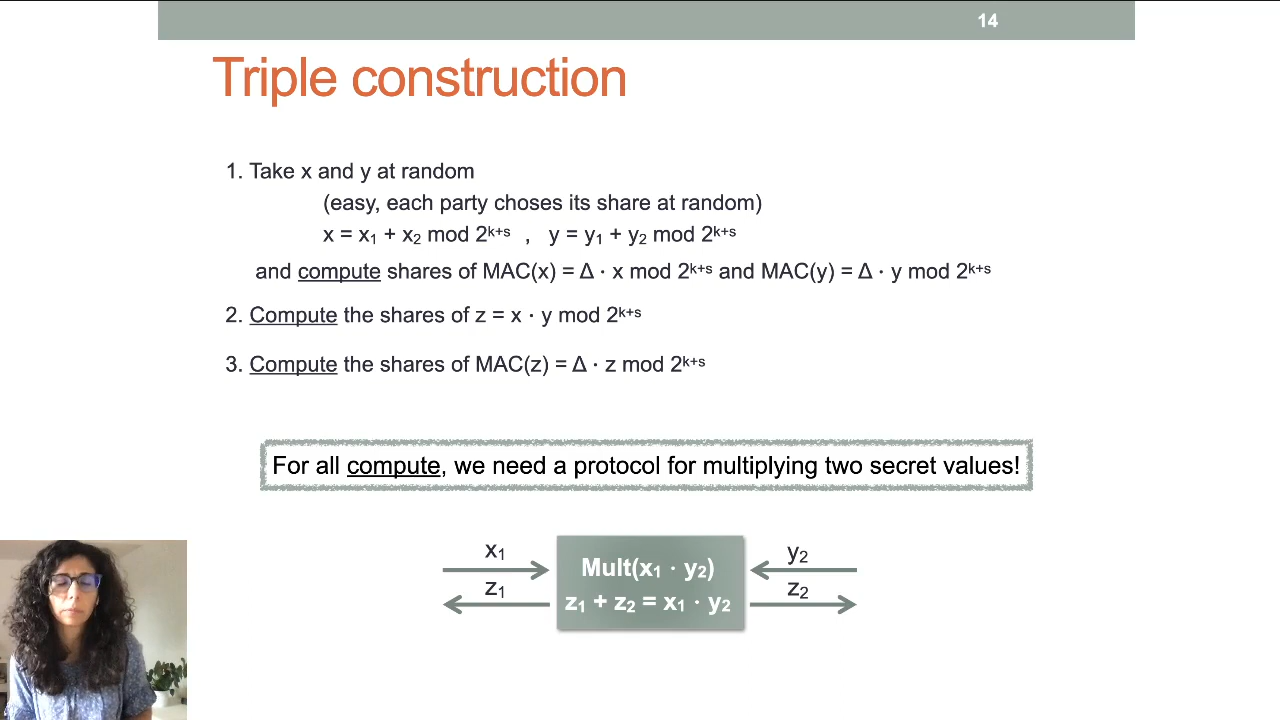 14
Triple construction
1. Take x and y at random
(easy, each party choses its share at random)
x = x₁ + x₂ mod 2ᵏ⁺ˢ , y = y₁ + y₂ mod 2ᵏ⁺ˢ
and compute shares of MAC(x) = Δ · x mod 2ᵏ⁺ˢ and MAC(y) = Δ · y mod 2ᵏ⁺ˢ
2. Compute the shares of z = x · y mod 2ᵏ⁺ˢ
3. Compute the shares of MAC(z) = Δ · z mod 2ᵏ⁺ˢ
For all compute, we need a protocol for multiplying two secret values!
x₁
z₁
Mult(x₁ · y₂)
z₁ + z₂ = x₁ · y₂
y₂
z₂